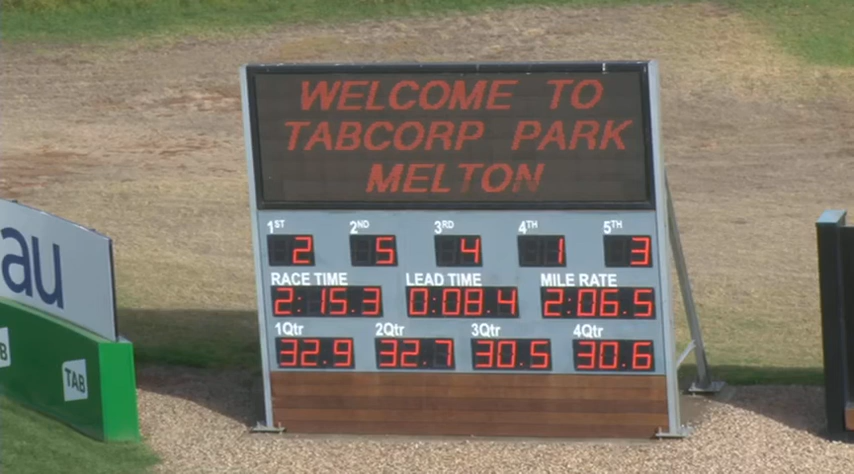 WELCOME TO
TABCORP PARK
MELTON
1ST 2ND 3RD 4TH 5TH
2 5 4 1 3
RACE TIME LEAD TIME MILE RATE
2:15.3 0:08.4 2:06.5
1Qtr 2Qtr 3Qtr 4Qtr
32.9 32.7 30.5 30.6
au
TAB